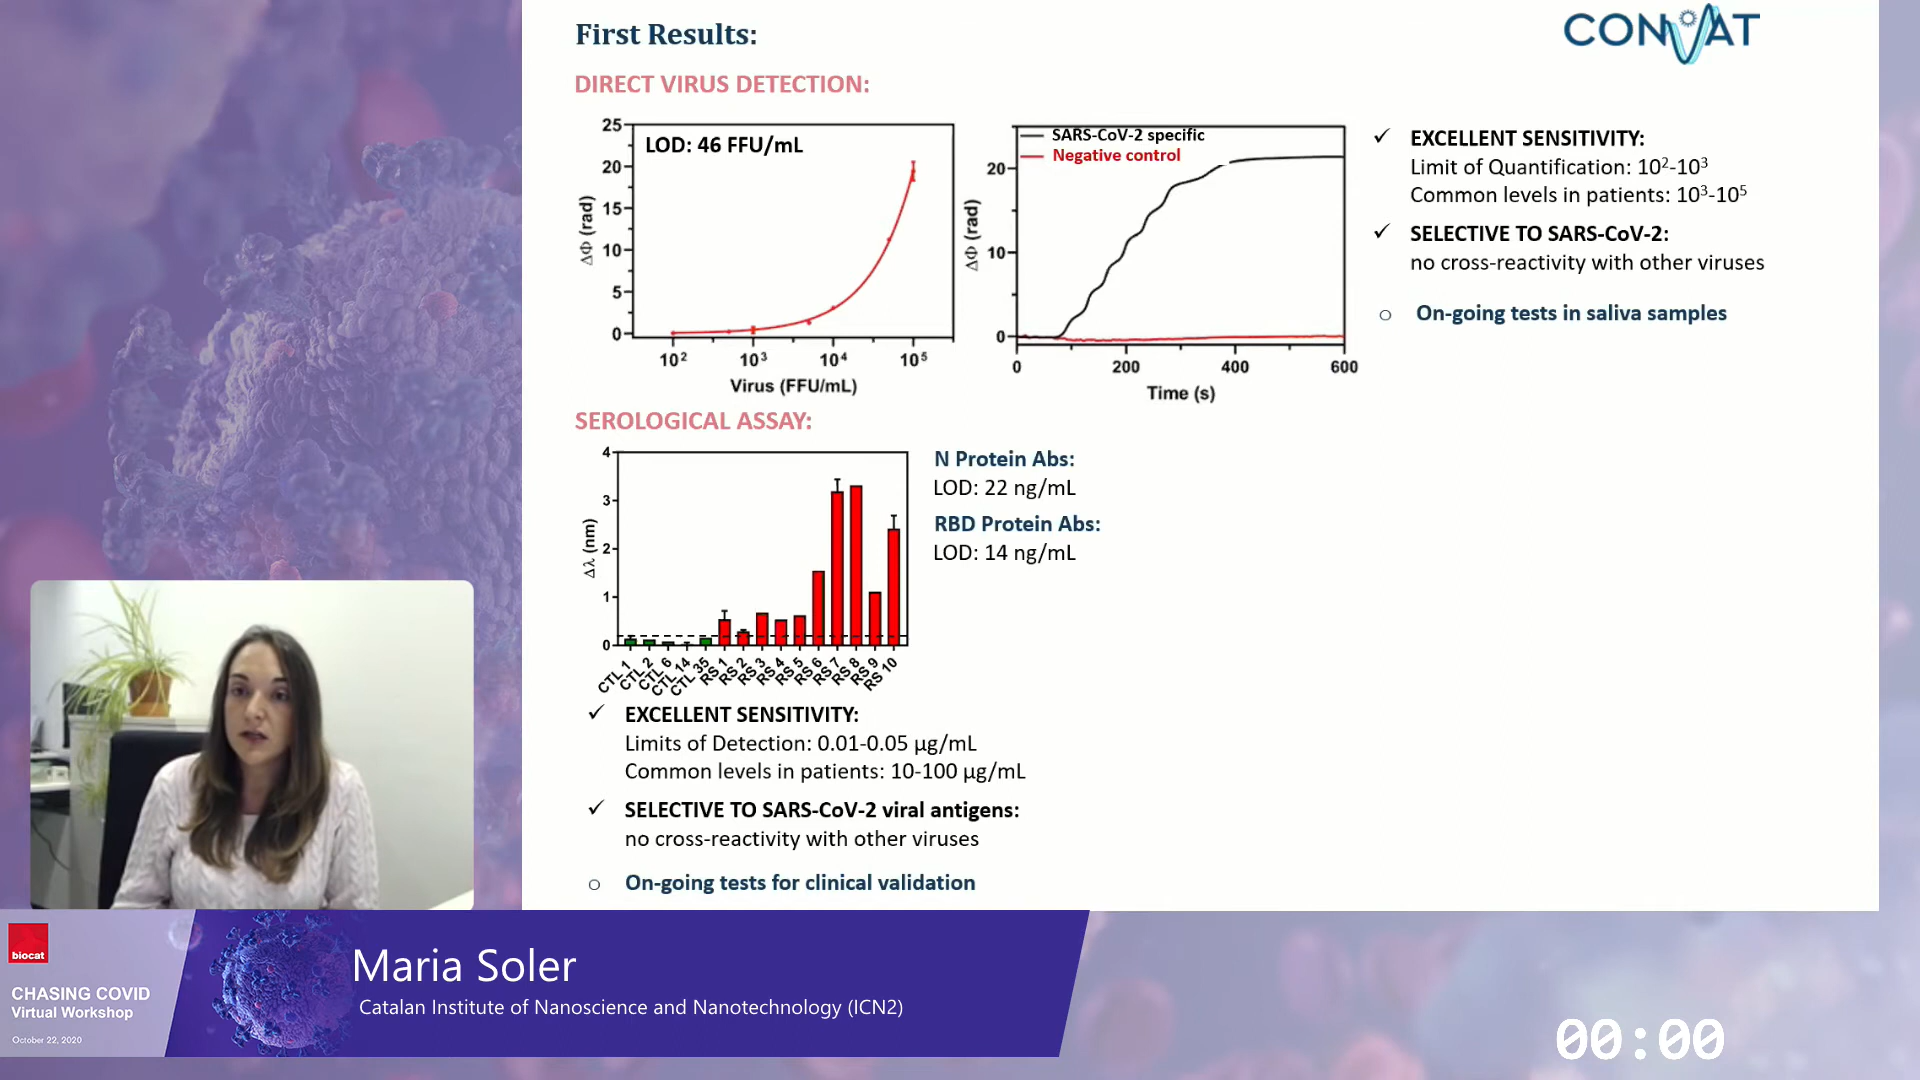 First Results:
CONVAT
DIRECT VIRUS DETECTION:
LOD: 46 FFU/mL
25
20
15
10
5
0
ΔΦ (rad)
10²
10³
10⁴
10⁵
Virus (FFU/mL)
SARS-CoV-2 specific
Negative control
20
10
0
ΔΦ (rad)
0
200
400
600
Time (s)
✓ EXCELLENT SENSITIVITY:
Limit of Quantification: 10²-10³
Common levels in patients: 10³-10⁵
✓ SELECTIVE TO SARS-CoV-2:
no cross-reactivity with other viruses
o On-going tests in saliva samples
SEROLOGICAL ASSAY:
4
3
2
1
0
Δλ (nm)
CTL 1
CTL 2
CTL 6
CTL 14
CTL 35
RS 1
RS 2
RS 3
RS 4
RS 5
RS 6
RS 7
RS 8
RS 9
RS 10
N Protein Abs:
LOD: 22 ng/mL
RBD Protein Abs:
LOD: 14 ng/mL
✓ EXCELLENT SENSITIVITY:
Limits of Detection: 0.01-0.05 µg/mL
Common levels in patients: 10-100 µg/mL
✓ SELECTIVE TO SARS-CoV-2 viral antigens:
no cross-reactivity with other viruses
o On-going tests for clinical validation
biocat
CHASING COVID
Virtual Workshop
October 22, 2020
Maria Soler
Catalan Institute of Nanoscience and Nanotechnology (ICN2)
00:00